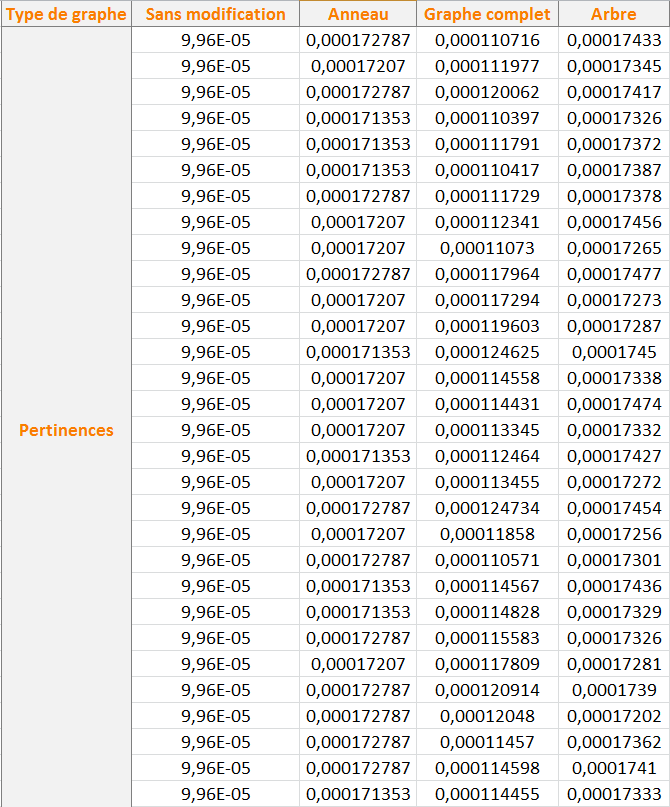 Type de graphe Sans modification Anneau Graphe complet Arbre
9,96E-05 0,000172787 0,000110716 0,00017433
9,96E-05 0,00017207 0,000111977 0,00017345
9,96E-05 0,000172787 0,000120062 0,00017417
9,96E-05 0,000171353 0,000110397 0,00017326
9,96E-05 0,000171353 0,000111791 0,00017372
9,96E-05 0,000171353 0,000110417 0,00017387
9,96E-05 0,000172787 0,000111729 0,00017378
9,96E-05 0,00017207 0,000112341 0,00017456
9,96E-05 0,00017207 0,00011073 0,00017265
9,96E-05 0,000172787 0,000117964 0,00017477
9,96E-05 0,00017207 0,000117294 0,00017273
9,96E-05 0,00017207 0,000119603 0,00017287
9,96E-05 0,000171353 0,000124625 0,0001745
9,96E-05 0,00017207 0,000114558 0,00017338
9,96E-05 0,00017207 0,000114431 0,00017474
Pertinences 9,96E-05 0,00017207 0,000113345 0,00017332
9,96E-05 0,000171353 0,000112464 0,00017427
9,96E-05 0,00017207 0,000113455 0,00017272
9,96E-05 0,000172787 0,000124734 0,00017454
9,96E-05 0,00017207 0,00011858 0,00017256
9,96E-05 0,000172787 0,000110571 0,00017301
9,96E-05 0,000171353 0,000114567 0,00017436
9,96E-05 0,000171353 0,000114828 0,00017329
9,96E-05 0,000172787 0,000115583 0,00017326
9,96E-05 0,00017207 0,000117809 0,00017281
9,96E-05 0,000172787 0,000120914 0,0001739
9,96E-05 0,000172787 0,00012048 0,00017202
9,96E-05 0,000172787 0,00011457 0,00017362
9,96E-05 0,000172787 0,000114598 0,0001741
9,96E-05 0,000171353 0,000114455 0,00017333